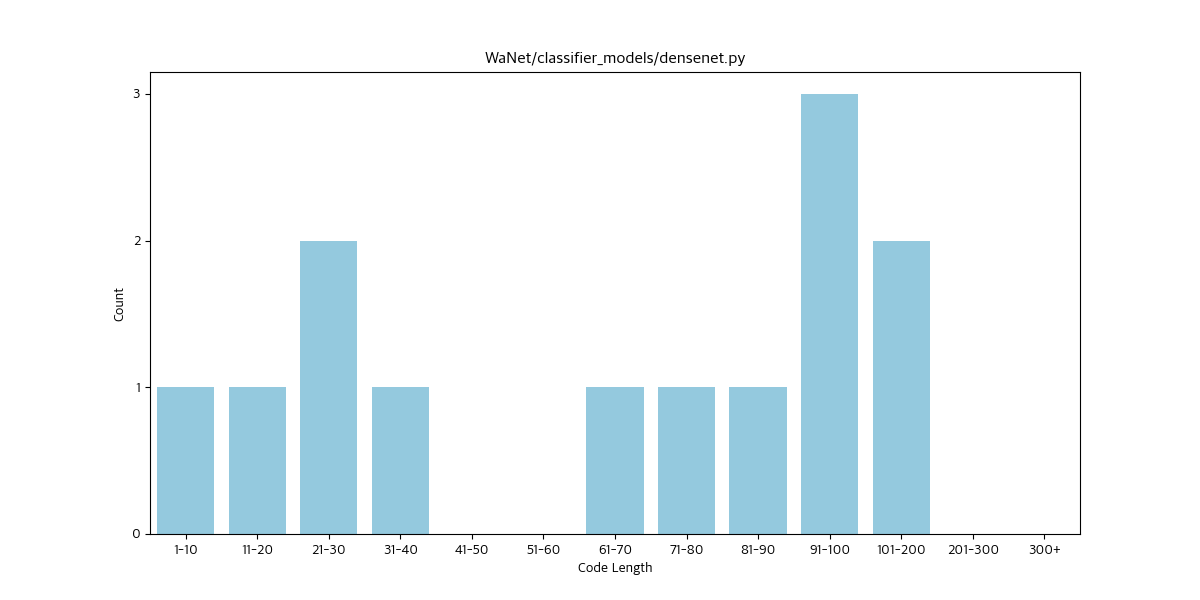 WaNet/classifier_models/densenet.py
Count
3
2
1
0
1-10 11-20 21-30 31-40 41-50 51-60 61-70 71-80 81-90 91-100 101-200 201-300 300+
Code Length